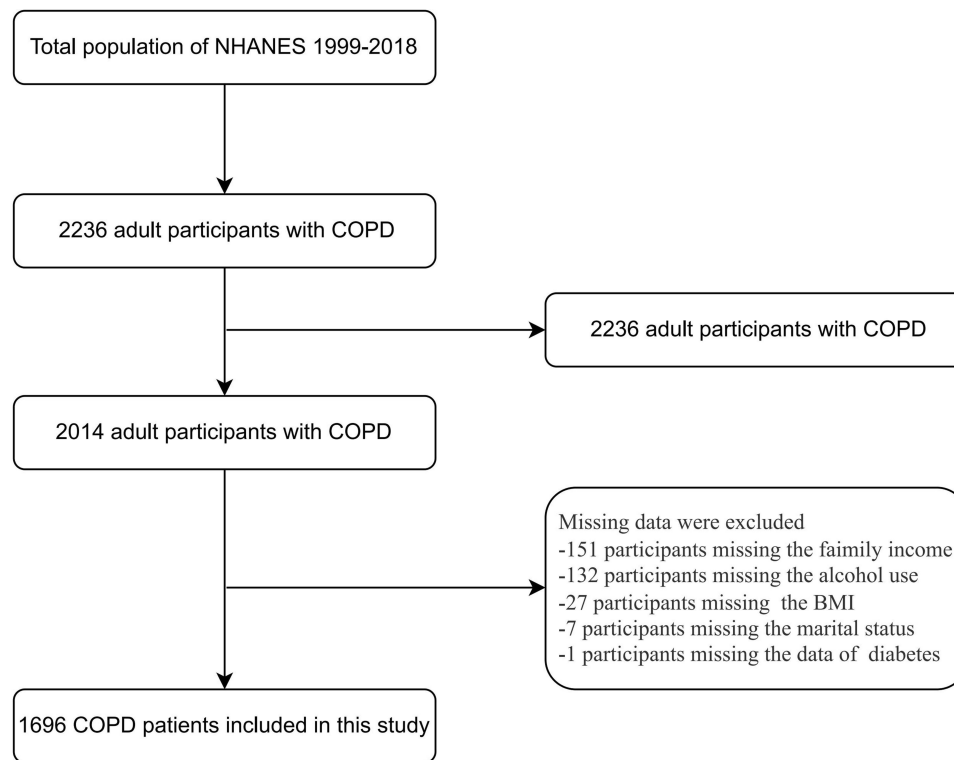 Total population of NHANES 1999-2018
2236 adult participants with COPD
2236 adult participants with COPD
2014 adult participants with COPD
Missing data were excluded
-151 participants missing the faimily income
-132 participants missing the alcohol use
-27 participants missing the BMI
-7 participants missing the marital status
-1 participants missing the data of diabetes
1696 COPD patients included in this study